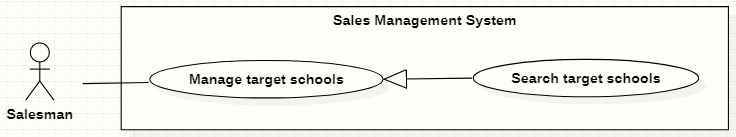 Sales Management System
Manage target schools
Search target schools
Salesman